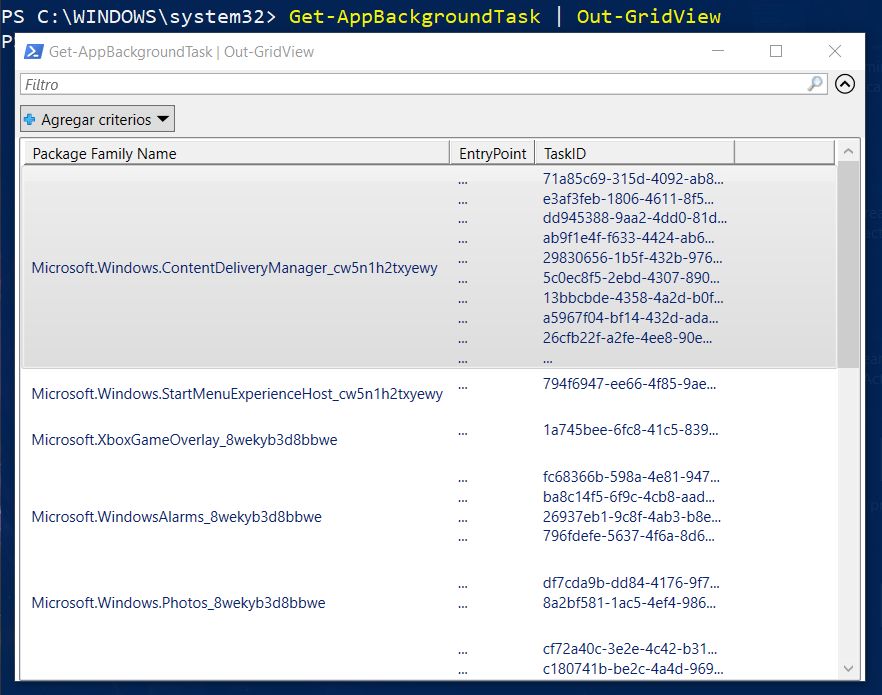 PS C:\WINDOWS\system32> Get-AppBackgroundTask | Out-GridView
Get-AppBackgroundTask | Out-GridView
Filtro
Agregar criterios
Package Family Name EntryPoint TaskID
... 71a85c69-315d-4092-ab8...
... e3af3feb-1806-4611-8f5...
... dd945388-9aa2-4dd0-81d...
... ab9f1e4f-f633-4424-ab6...
Microsoft.Windows.ContentDeliveryManager_cw5n1h2txyewy ... 29830656-1b5f-432b-976...
... 5c0ec8f5-2ebd-4307-890...
... 13bbcbde-4358-4a2d-b0f...
... a5967f04-bf14-432d-ada...
... 26cfb22f-a2fe-4ee8-90e...
... ...
Microsoft.Windows.StartMenuExperienceHost_cw5n1h2txyewy ... 794f6947-ee66-4f85-9ae...
Microsoft.XboxGameOverlay_8wekyb3d8bbwe ... 1a745bee-6fc8-41c5-839...
... fc68366b-598a-4e81-947...
... ba8c14f5-6f9c-4cb8-aad...
Microsoft.WindowsAlarms_8wekyb3d8bbwe ... 26937eb1-9c8f-4ab3-b8e...
... 796fdefe-5637-4f6a-8d6...
... df7cda9b-dd84-4176-9f7...
Microsoft.Windows.Photos_8wekyb3d8bbwe ... 8a2bf581-1ac5-4ef4-986...
... cf72a40c-3e2e-4c42-b31...
... c180741b-be2c-4a4d-969...